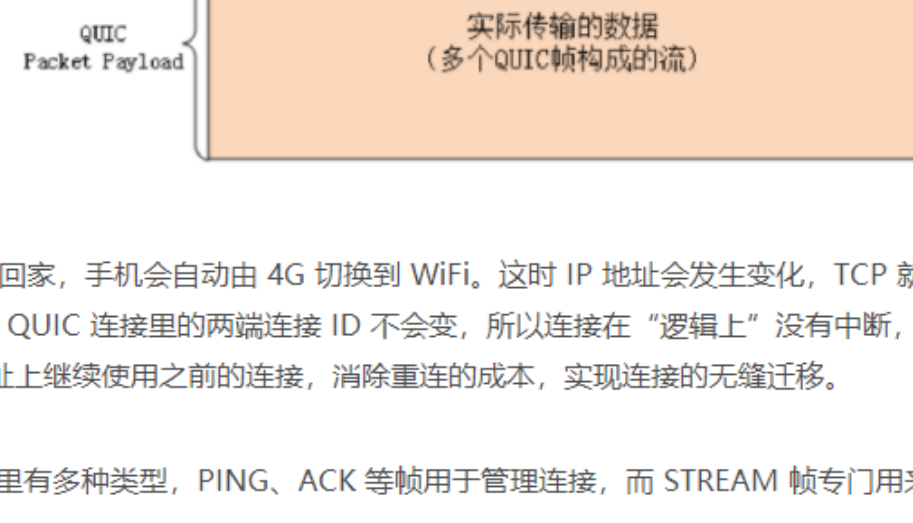 QUIC
Packet Payload
实际传输的数据
（多个QUIC帧构成的流）
回家，手机会自动由 4G 切换到 WiFi。这时 IP 地址会发生变化，TCP 就
QUIC 连接里的两端连接 ID 不会变，所以连接在“逻辑上”没有中断，
址上继续使用之前的连接，消除重连的成本，实现连接的无缝迁移。
里有多种类型，PING、ACK 等帧用于管理连接，而 STREAM 帧专门用来